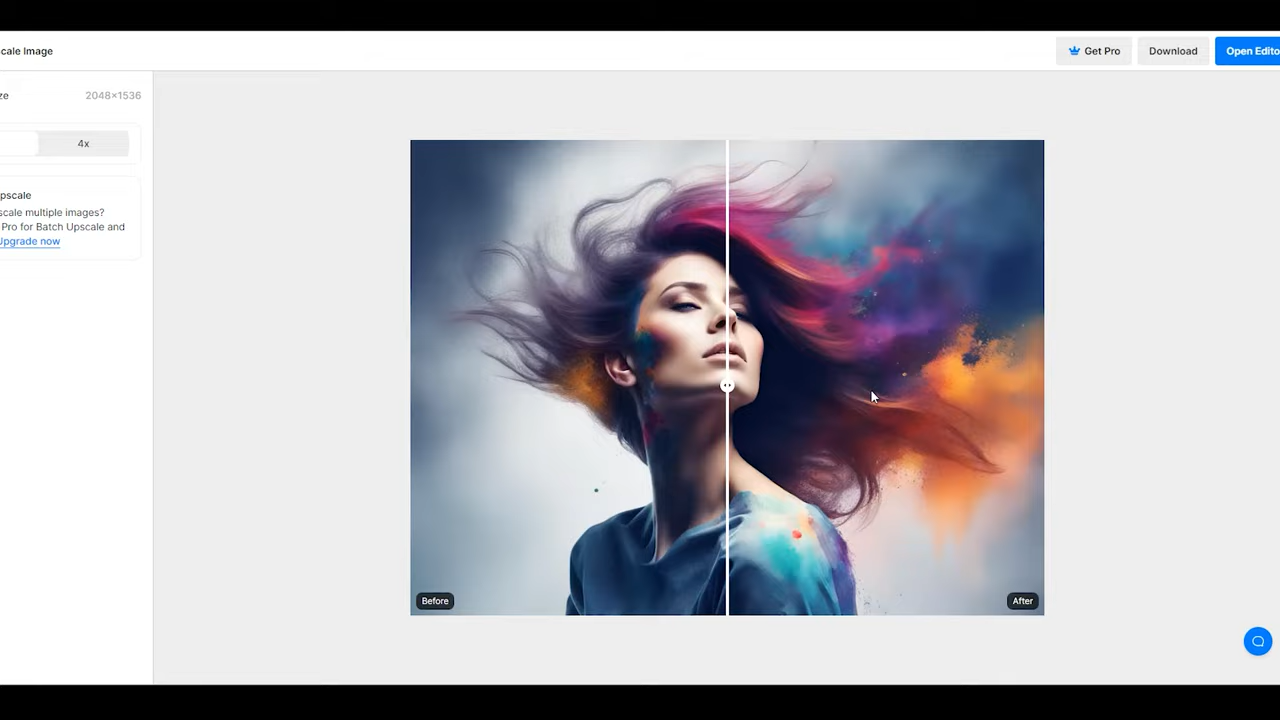 cale Image
Get Pro
Download
Open Edito
ze
2048×1536
4x
pscale
scale multiple images?
Pro for Batch Upscale and
Upgrade now
Before
After